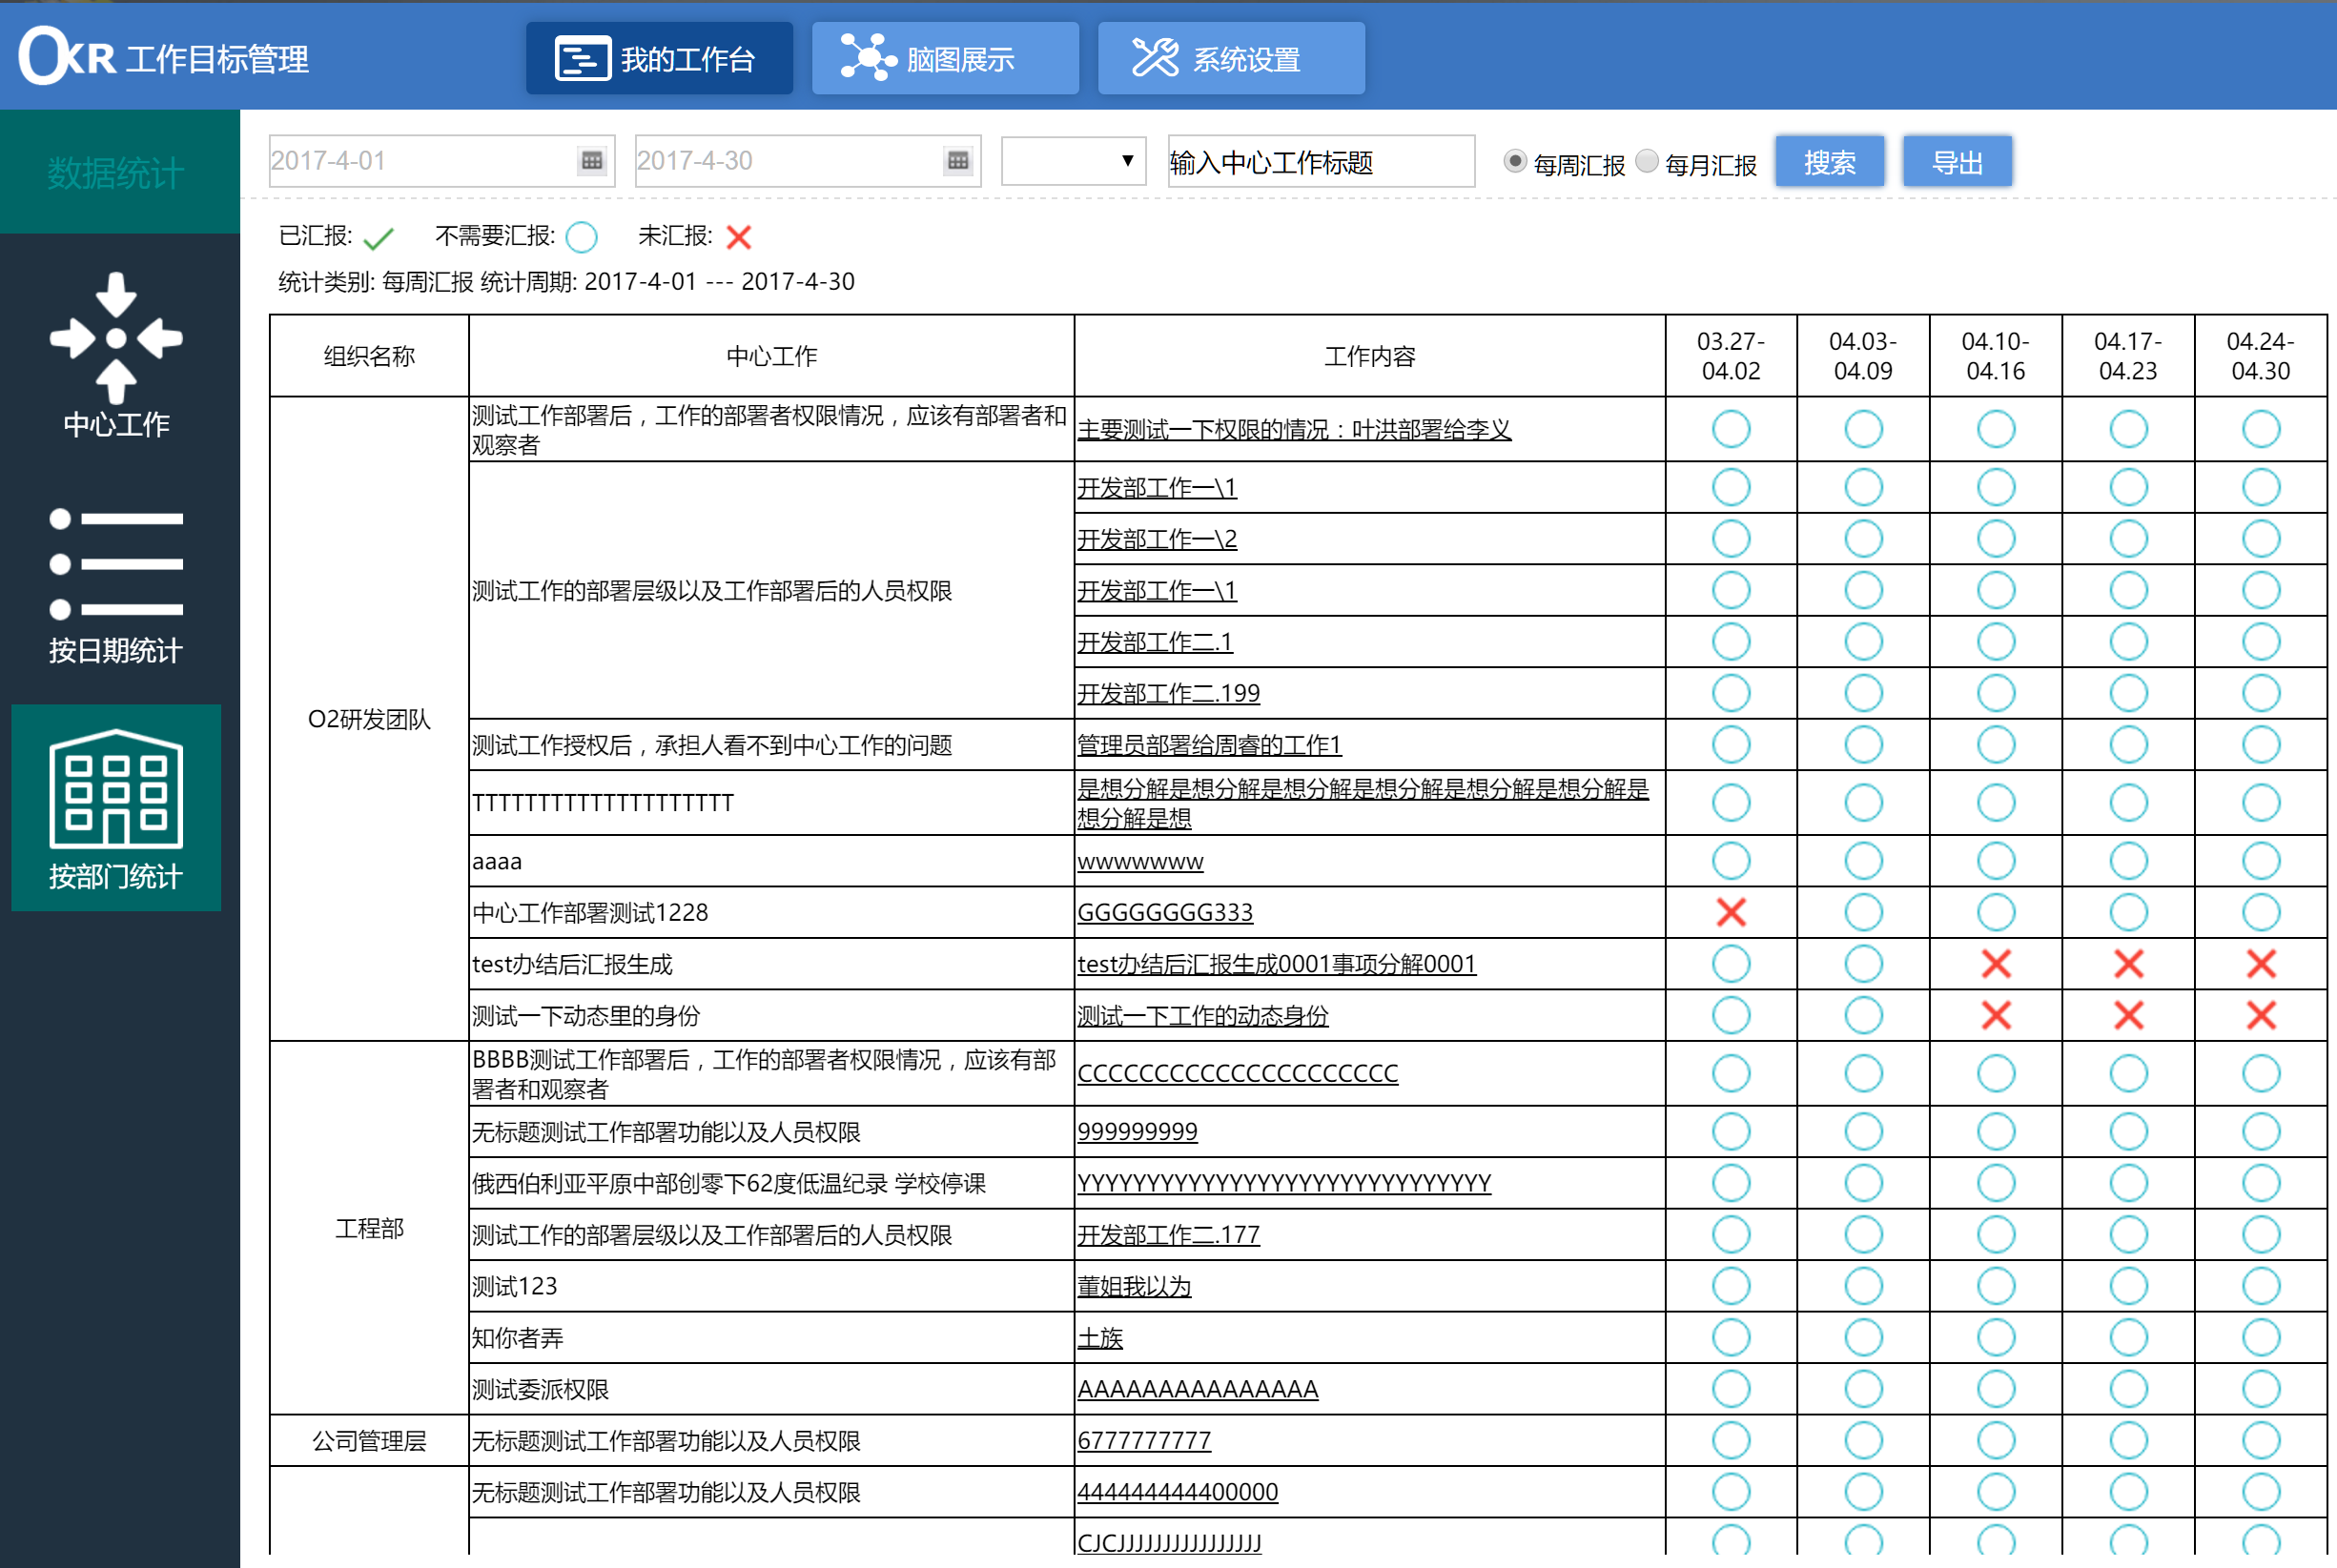 OKR 工作目标管理
我的工作台
脑图展示
系统设置
数据统计
中心工作
按日期统计
按部门统计
2017-4-01
2017-4-30
输入中心工作标题
每周汇报
每月汇报
搜索
导出
已汇报:
不需要汇报:
未汇报:
统计类别: 每周汇报 统计周期: 2017-4-01 --- 2017-4-30
组织名称
中心工作
工作内容
03.27-
04.02
04.03-
04.09
04.10-
04.16
04.17-
04.23
04.24-
04.30
O2研发团队
测试工作部署后，工作的部署者权限情况，应该有部署者和
观察者
主要测试一下权限的情况：叶洪部署给李义
测试工作的部署层级以及工作部署后的人员权限
开发部工作一\1
开发部工作一\2
开发部工作一\1
开发部工作二.1
开发部工作二.199
测试工作授权后，承担人看不到中心工作的问题
管理员部署给周睿的工作1
TTTTTTTTTTTTTTTTTTTT
是想分解是想分解是想分解是想分解是想分解是想分解是
想分解是想
aaaa
wwwwwww
中心工作部署测试1228
GGGGGGGG333
test办结后汇报生成
test办结后汇报生成0001事项分解0001
测试一下动态里的身份
测试一下工作的动态身份
工程部
BBBB测试工作部署后，工作的部署者权限情况，应该有部
署者和观察者
CCCCCCCCCCCCCCCCCCCCC
无标题测试工作部署功能以及人员权限
999999999
俄西伯利亚平原中部创零下62度低温纪录 学校停课
YYYYYYYYYYYYYYYYYYYYYYYYYYYYYY
测试工作的部署层级以及工作部署后的人员权限
开发部工作二.177
测试123
董姐我以为
知你者弄
土族
测试委派权限
AAAAAAAAAAAAAAA
公司管理层
无标题测试工作部署功能以及人员权限
6777777777
无标题测试工作部署功能以及人员权限
444444444400000
CJCJJJJJJJJJJJJJJJJ